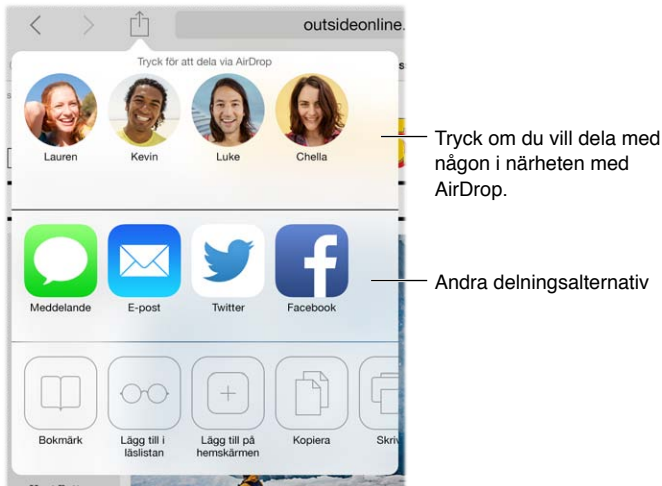 outsideonline.
Tryck för att dela via AirDrop
Lauren Kevin Luke Chella
Tryck om du vill dela med
någon i närheten med
AirDrop.
Meddelande E-post Twitter Facebook
Andra delningsalternativ
Bokmärk Lägg till i Lägg till på Kopiera Skriv
läslistan hemskärmen